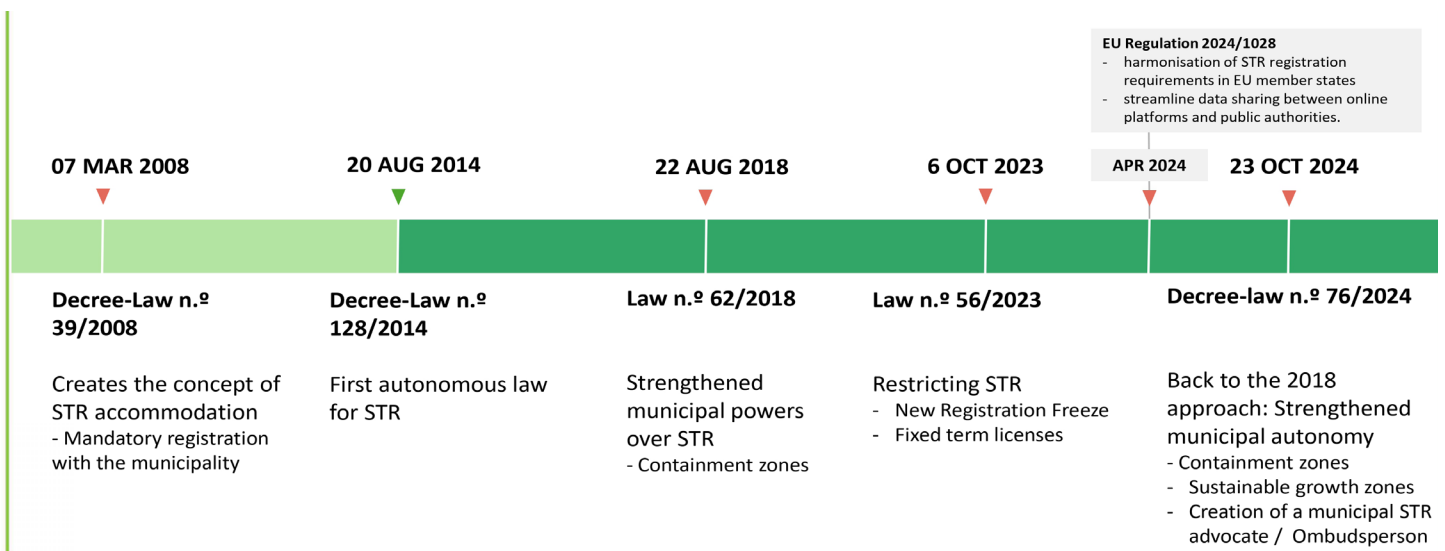 EU Regulation 2024/1028
- harmonisation of STR registration
requirements in EU member states
- streamline data sharing between online
platforms and public authorities.
07 MAR 2008
20 AUG 2014
22 AUG 2018
6 OCT 2023
APR 2024
23 OCT 2024
Decree-Law n.º
39/2008
Creates the concept of
STR accommodation
- Mandatory registration
with the municipality
Decree-Law n.º
128/2014
First autonomous law
for STR
Law n.º 62/2018
Strengthened
municipal powers
over STR
- Containment zones
Law n.º 56/2023
Restricting STR
- New Registration Freeze
- Fixed term licenses
Decree-law n.º 76/2024
Back to the 2018
approach: Strengthened
municipal autonomy
- Containment zones
- Sustainable growth zones
- Creation of a municipal STR
advocate / Ombudsperson